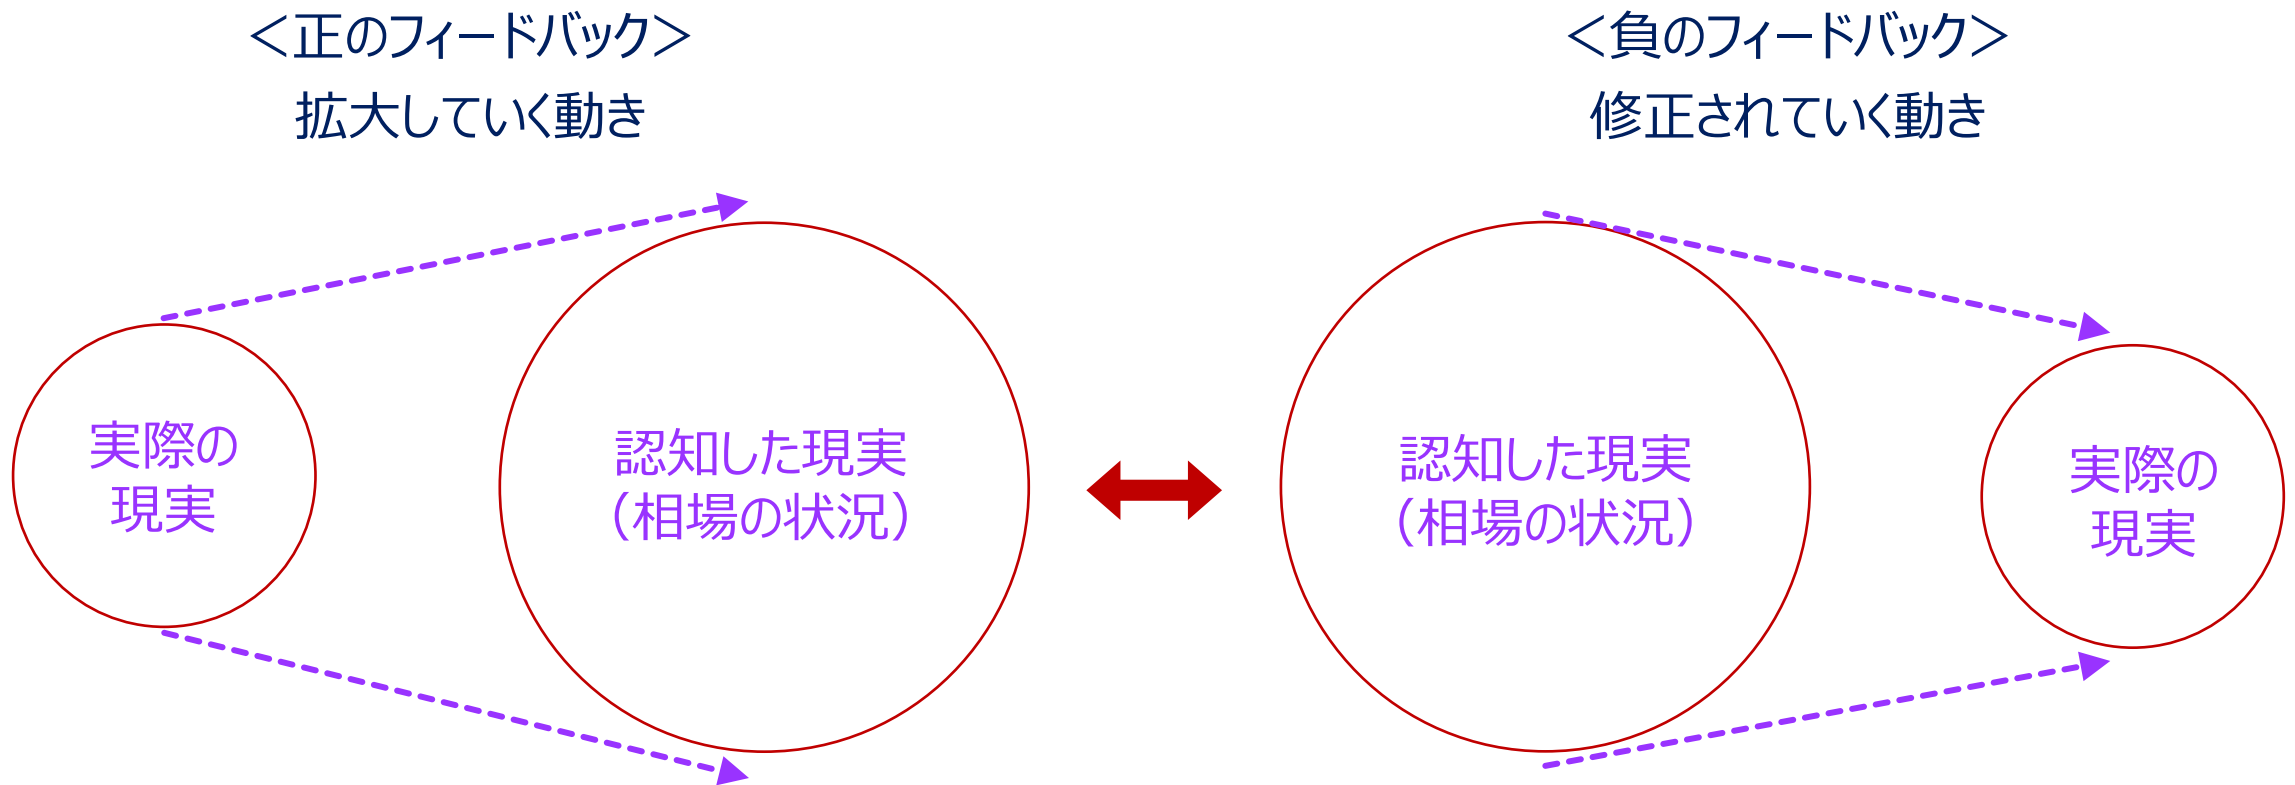 ＜正のフィードバック＞
拡大していく動き
＜負のフィードバック＞
修正されていく動き
実際の
現実
認知した現実
（相場の状況）
認知した現実
（相場の状況）
実際の
現実